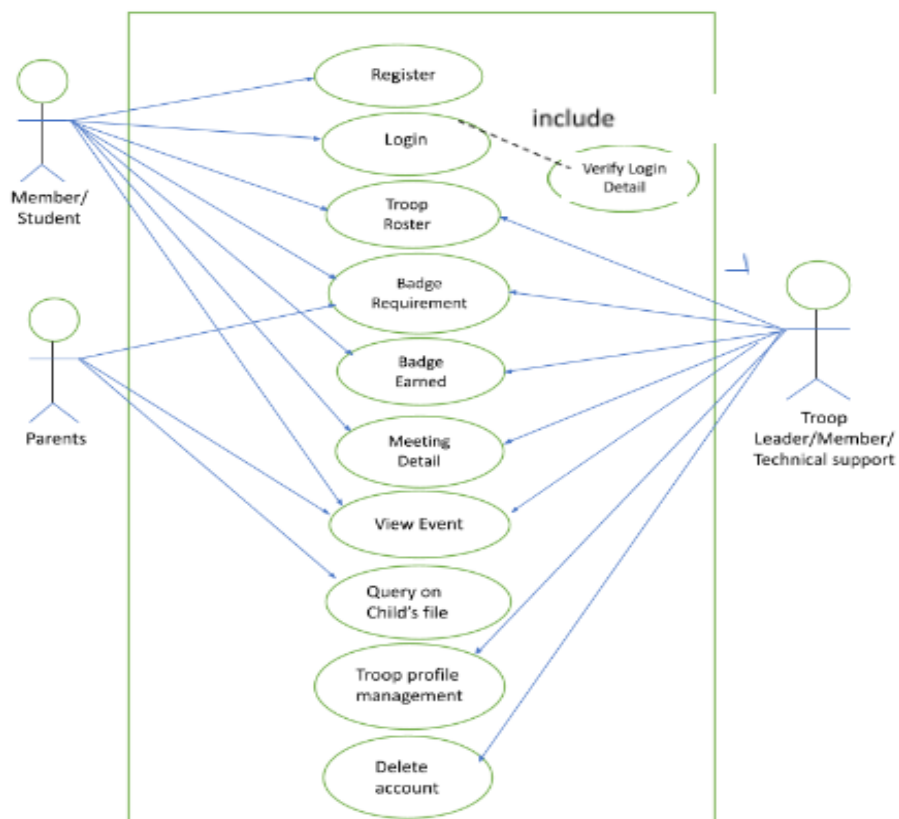 Register
include
Login
Verify Login
Detail
Member/
Student
Troop
Roster
Badge
Requirement
Badge
Earned
Parents
Troop
Leader/Member/
Technical support
Meeting
Detail
View Event
Query on
Child's file
Troop profile
management
Delete
account